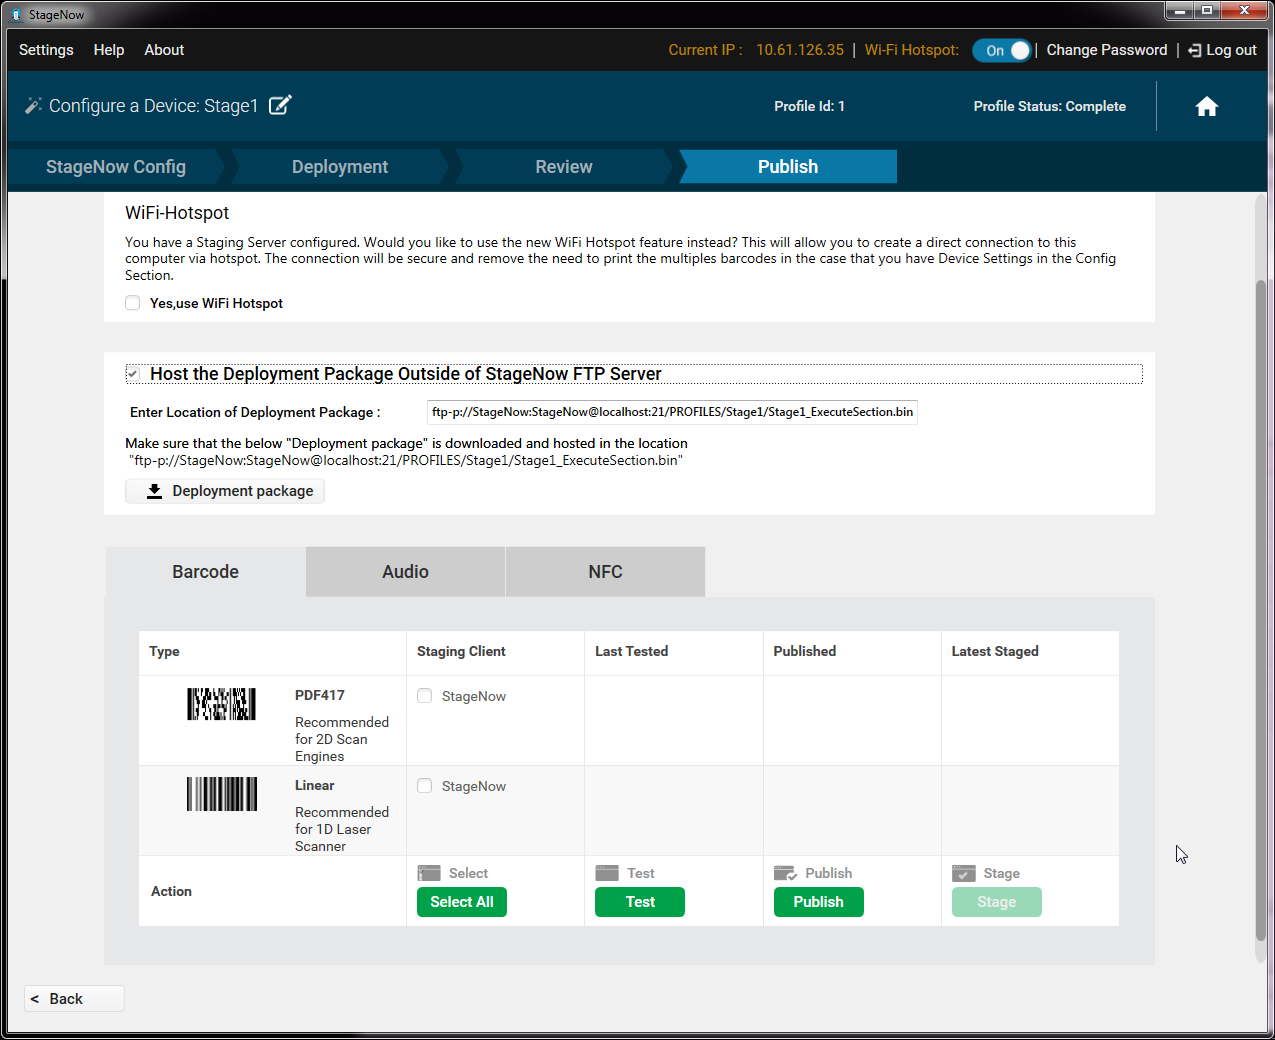 StageNow
Settings Help About Current IP : 10.61.126.35 | Wi-Fi Hotspot: On | Change Password | Log out
Configure a Device: Stage1 Profile Id: 1 Profile Status: Complete
StageNow Config Deployment Review Publish
WiFi-Hotspot
You have a Staging Server configured. Would you like to use the new WiFi Hotspot feature instead? This will allow you to create a direct connection to this
computer via hotspot. The connection will be secure and remove the need to print the multiples barcodes in the case that you have Device Settings in the Config
Section.
Yes,use WiFi Hotspot
Host the Deployment Package Outside of StageNow FTP Server
Enter Location of Deployment Package : ftp-p://StageNow:StageNow@localhost:21/PROFILES/Stage1/Stage1_ExecuteSection.bin
Make sure that the below "Deployment package" is downloaded and hosted in the location
"ftp-p://StageNow:StageNow@localhost:21/PROFILES/Stage1/Stage1_ExecuteSection.bin"
Deployment package
Barcode Audio NFC
Type Staging Client Last Tested Published Latest Staged
PDF417 StageNow
Recommended
for 2D Scan
Engines
Linear StageNow
Recommended
for 1D Laser
Scanner
Select Test Publish Stage
Action
Select All Test Publish Stage
< Back